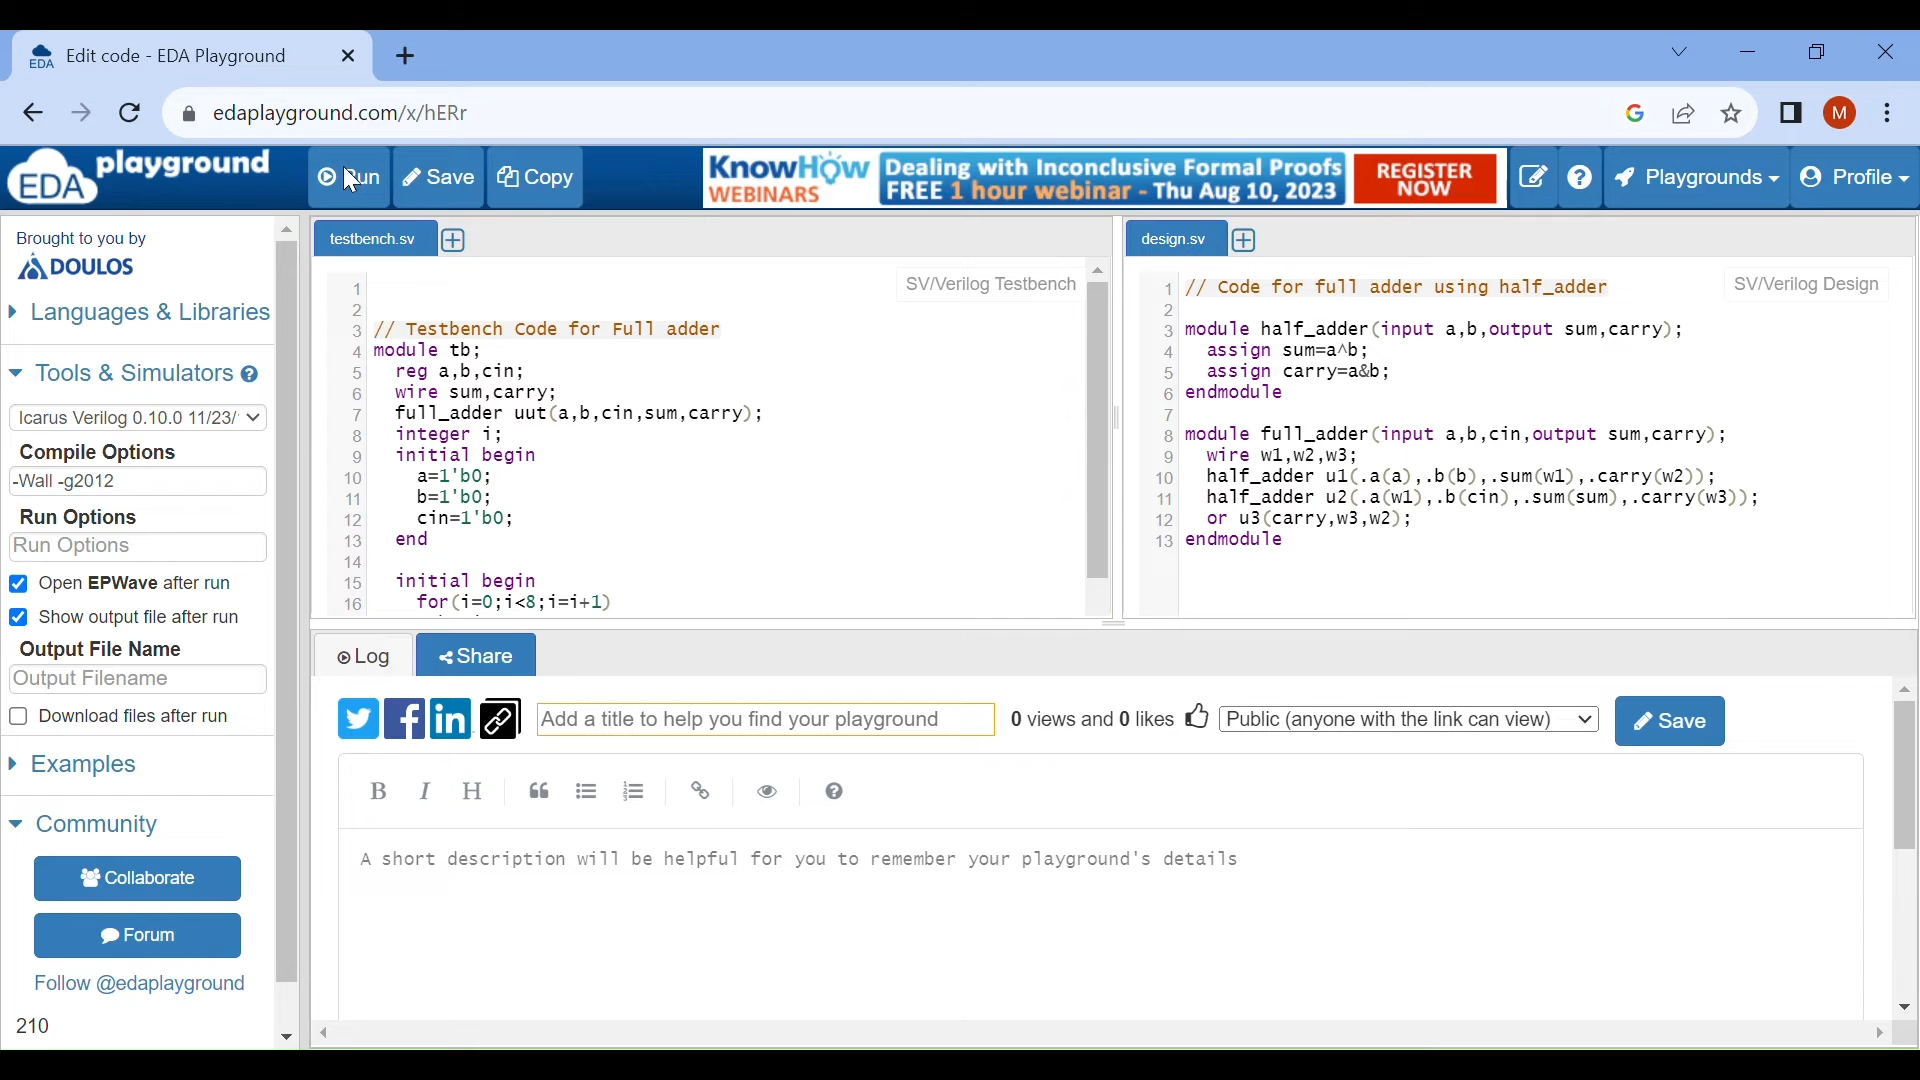 Edit code - EDA Playground
edaplayground.com/x/hERr
M
EDA playground
Save
Copy
KnowHow WEBINARS
Dealing with Inconclusive Formal Proofs
FREE 1 hour webinar - Thu Aug 10, 2023
REGISTER NOW
Playgrounds
Profile
Brought to you by
DOULOS
Languages & Libraries
Tools & Simulators
Icarus Verilog 0.10.0 11/23/
Compile Options
-Wall -g2012
Run Options
Run Options
Open EPWave after run
Show output file after run
Output File Name
Output Filename
Download files after run
Examples
Community
Collaborate
Forum
Follow @edaplayground
210
testbench.sv
SV/Verilog Testbench
1
2
3 // Testbench Code for Full adder
4 module tb;
5 reg a,b,cin;
6 wire sum,carry;
7 full_adder uut(a,b,cin,sum,carry);
8 integer i;
9 initial begin
10 a=1'b0;
11 b=1'b0;
12 cin=1'b0;
13 end
14
15 initial begin
16 for(i=0;i<8;i=i+1)
design.sv
SV/Verilog Design
1 // Code for full adder using half_adder
2
3 module half_adder(input a,b,output sum,carry);
4 assign sum=a^b;
5 assign carry=a&b;
6 endmodule
7
8 module full_adder(input a,b,cin,output sum,carry);
9 wire w1,w2,w3;
10 half_adder u1(.a(a),.b(b),.sum(w1),.carry(w2));
11 half_adder u2(.a(w1),.b(cin),.sum(sum),.carry(w3));
12 or u3(carry,w3,w2);
13 endmodule
Log
Share
Add a title to help you find your playground
0 views and 0 likes
Public (anyone with the link can view)
Save
B I H
A short description will be helpful for you to remember your playground's details